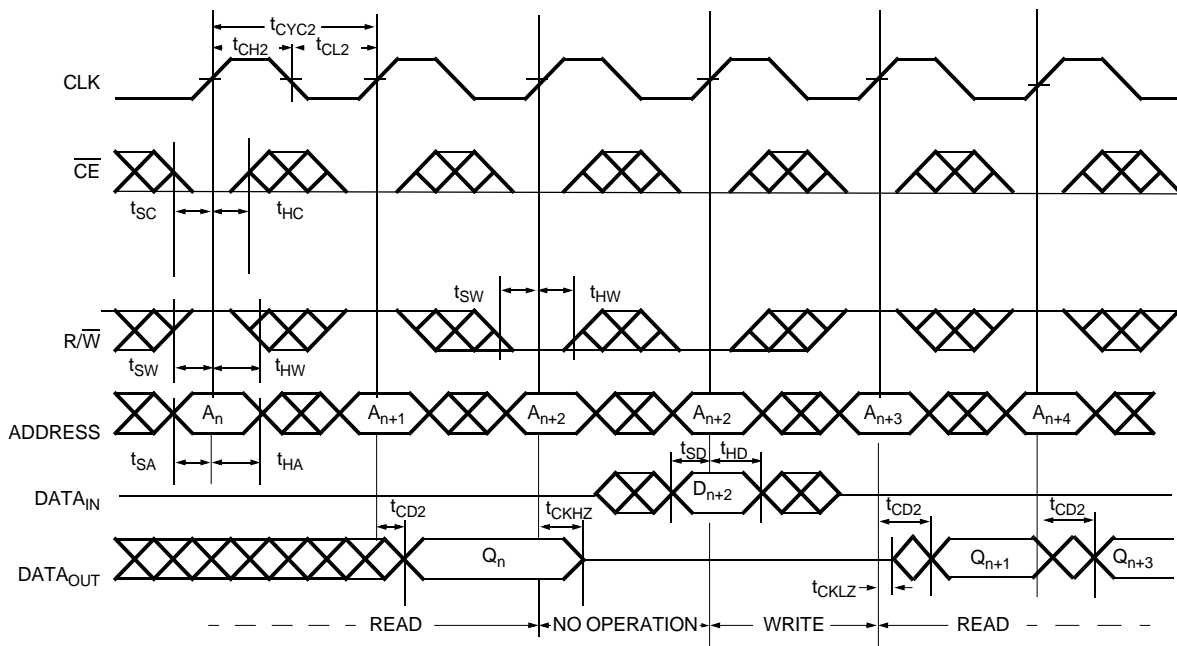 tCYC2
tCH2 tCL2
CLK
CE
tSC tHC
tSW tHW
R/W
tSW tHW
An An+1 An+2 An+2 An+3 An+4
ADDRESS
tSA tHA tSD tHD
DATAIN Dn+2
tCD2 tCKHZ tCD2 tCD2
DATAOUT Qn Qn+1 Qn+3
tCKLZ
READ NO OPERATION WRITE READ